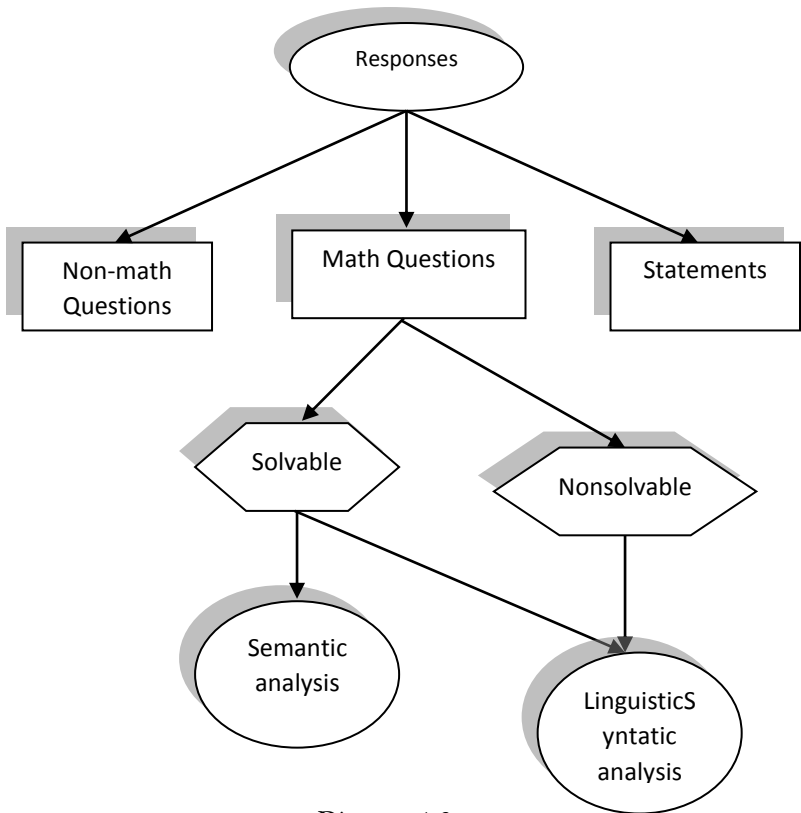 Responses
Non-math
Questions
Math Questions
Statements
Solvable
Nonsolvable
Semantic
analysis
LinguisticS
yntatic
analysis